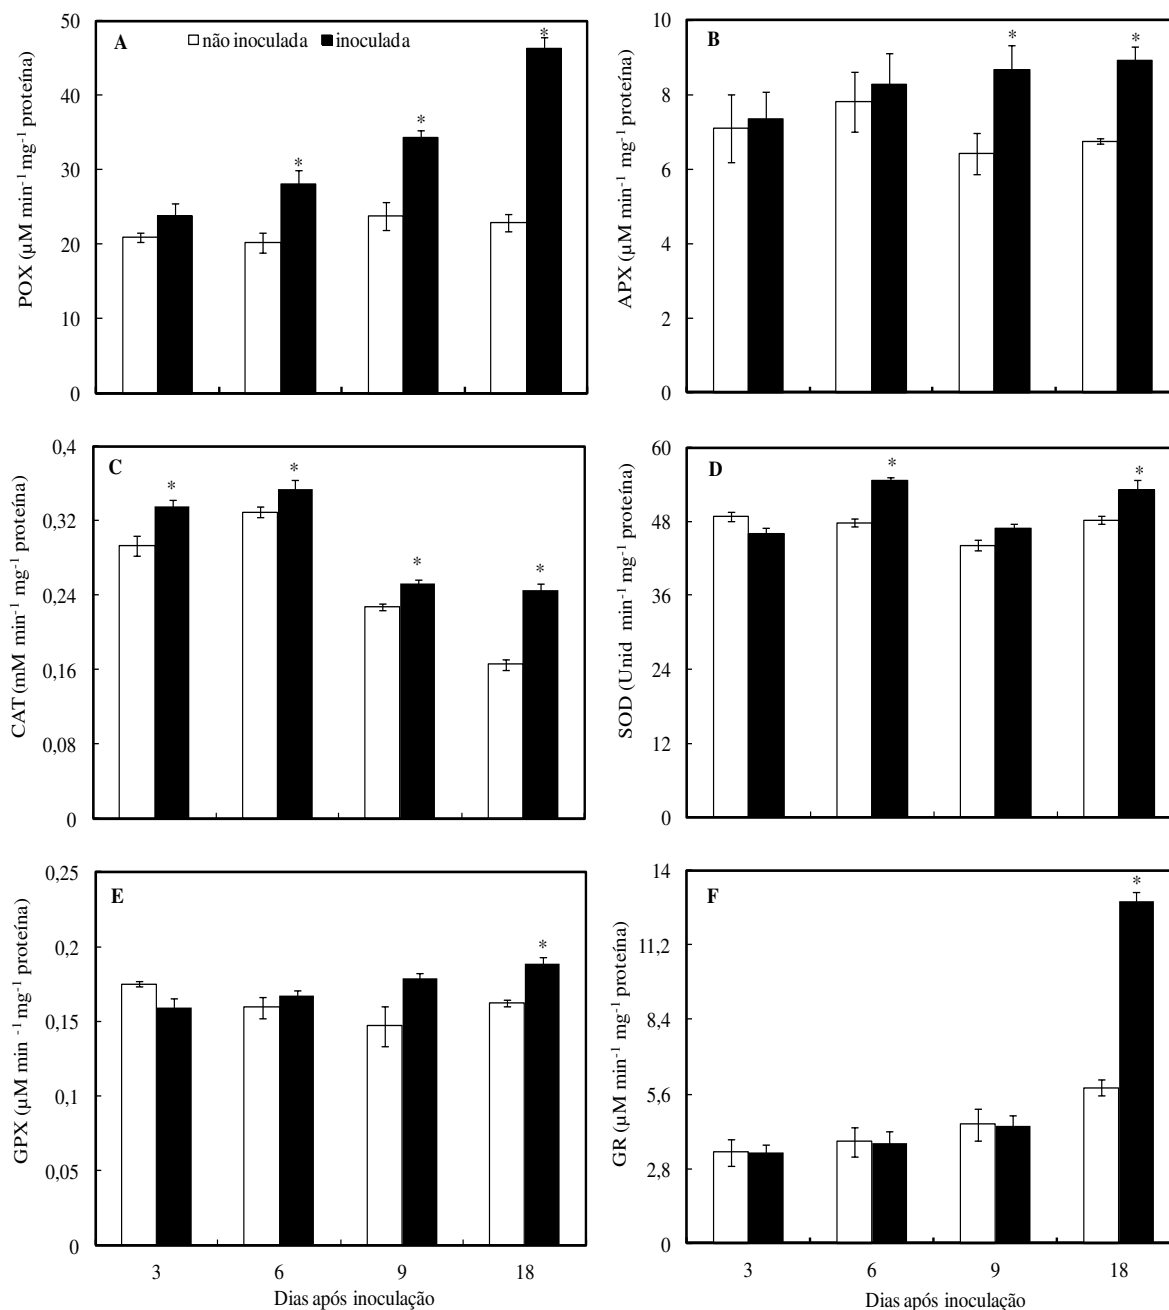 A
não inoculada inoculada
POX (µM min⁻¹ mg⁻¹ proteína)
50
40
30
20
10
0
*
*
*
B
APX (µM min⁻¹ mg⁻¹ proteína)
10
8
6
4
2
0
*
*
C
CAT (mM min⁻¹ mg⁻¹ proteína)
0,4
0,32
0,24
0,16
0,08
0
*
*
*
*
D
SOD (Unid min⁻¹ mg⁻¹ proteína)
60
48
36
24
12
0
*
*
E
GPX (µM min⁻¹ mg⁻¹ proteína)
0,25
0,2
0,15
0,1
0,05
0
*
3 6 9 18
Dias após inoculação
F
GR (µM min⁻¹ mg⁻¹ proteína)
14
11,2
8,4
5,6
2,8
0
*
3 6 9 18
Dias após inoculação